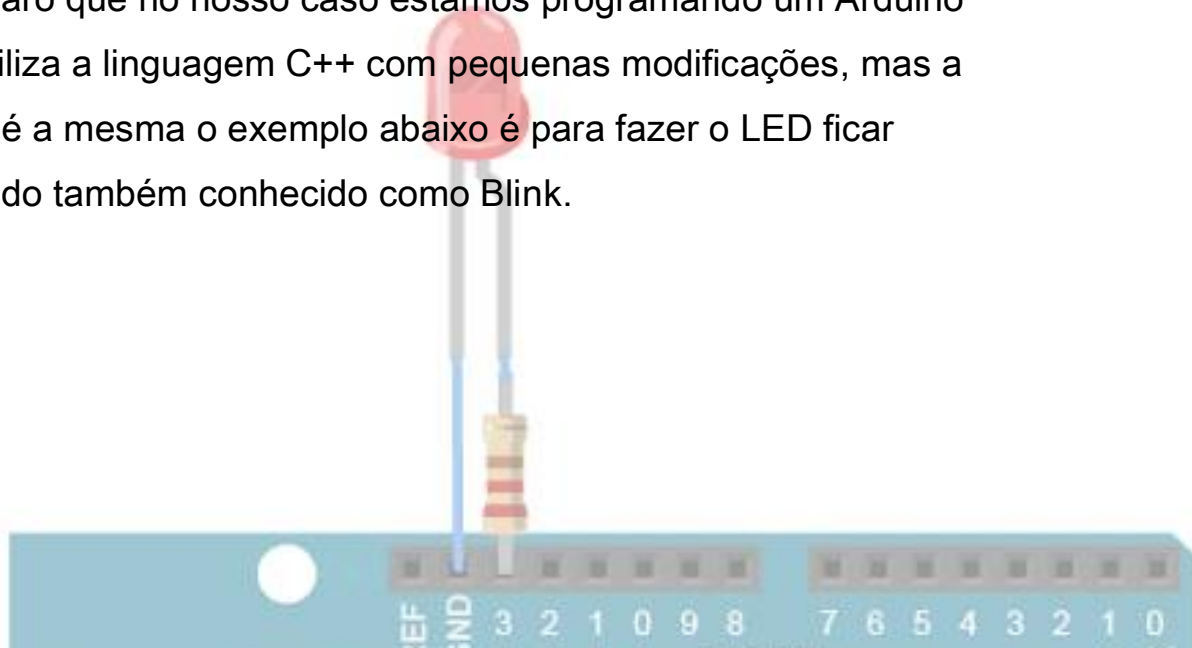 aro que no nosso caso estamos programando um Arduino
iliza a linguagem C++ com pequenas modificações, mas a
é a mesma o exemplo abaixo é para fazer o LED ficar
do também conhecido como Blink.
REF
GND
3 2 1 0 9 8 7 6 5 4 3 2 1 0